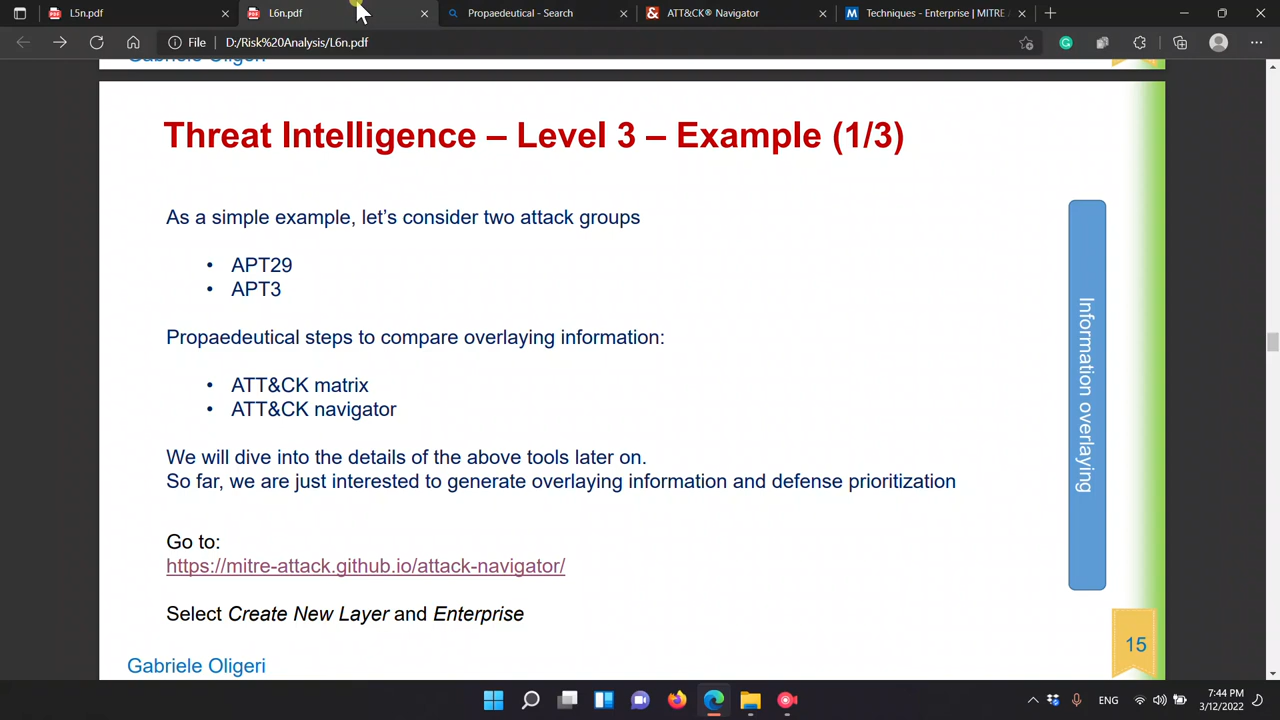 L5n.pdf
L6n.pdf
Propaedeutical - Search
ATT&CK® Navigator
Techniques - Enterprise | MITRE
File
D:/Risk%20Analysis/L6n.pdf
Gabriele Oligeri
Threat Intelligence – Level 3 – Example (1/3)
As a simple example, let's consider two attack groups
• APT29
• APT3
Propaedeutical steps to compare overlaying information:
• ATT&CK matrix
• ATT&CK navigator
We will dive into the details of the above tools later on.
So far, we are just interested to generate overlaying information and defense prioritization
Go to:
https://mitre-attack.github.io/attack-navigator/
Select Create New Layer and Enterprise
Information overlaying
15
Gabriele Oligeri
ENG
7:44 PM
3/12/2022